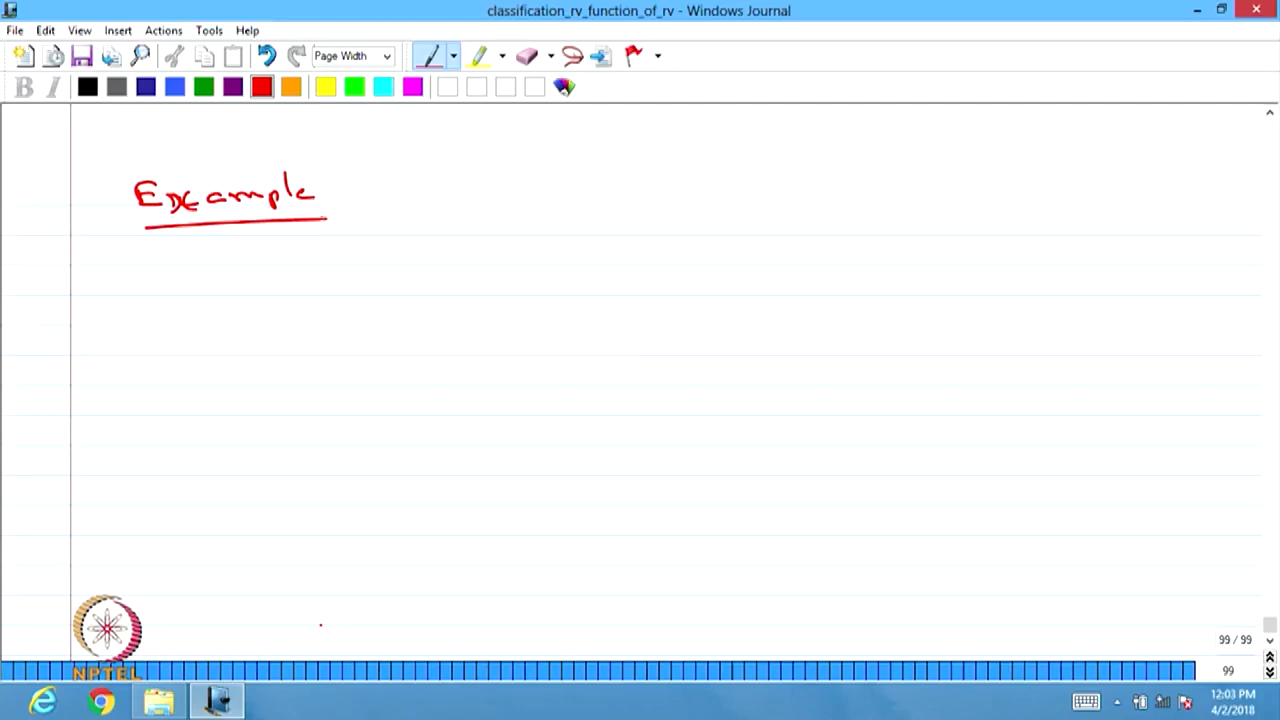 classification_rv_function_of_rv - Windows Journal
File Edit View Insert Actions Tools Help
Page Width
B I
Example
99 / 99
99
NPTEL
12:03 PM
4/2/2018